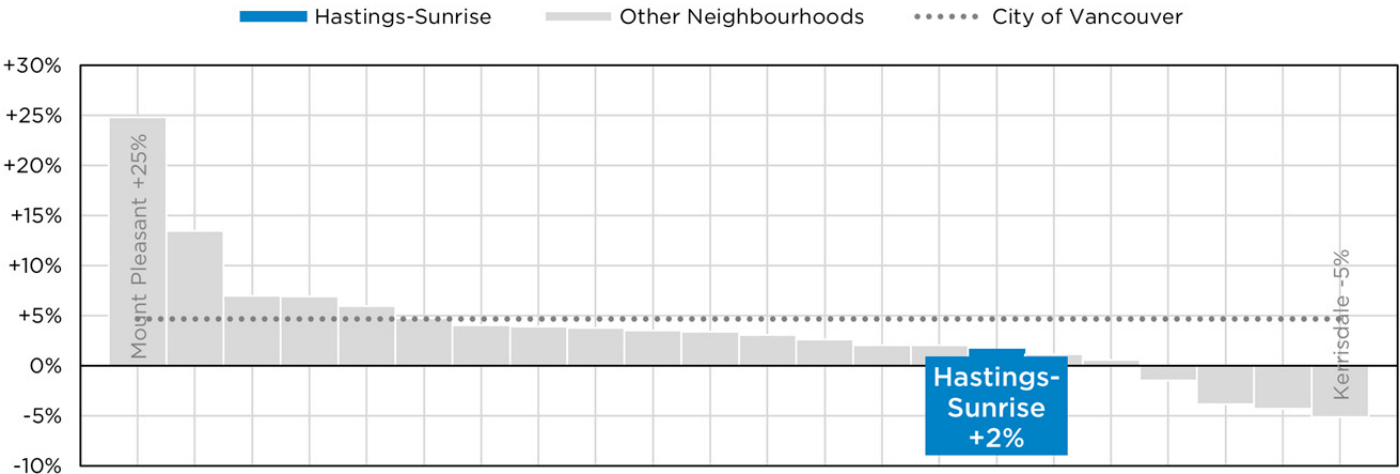 Hastings-Sunrise
Other Neighbourhoods
City of Vancouver
+30%
+25%
+20%
+15%
+10%
+5%
0%
-5%
-10%
Mount Pleasant +25%
Hastings-
Sunrise
+2%
Kerrisdale -5%